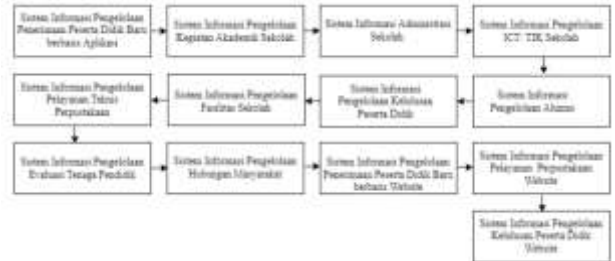 Sistem Informasi Pengelolaan
Penerimaan Peserta Didik Baru
berbasis Aplikasi
Sistem Informasi Pengelolaan
Kegiatan Akademik Sekolah
Sistem Informasi Administrasi
Sekolah
Sistem Informasi Pengelolaan
ICT/ TIK Sekolah
Sistem Informasi Pengelolaan
Pelayanan Teknis
Perpustakaan
Sistem Informasi Pengelolaan
Fasilitas Sekolah
Sistem Informasi
Pengelolaan Kelulusan
Peserta Didik
Sistem Informasi
Pengelolaan Alumni
Sistem Informasi Pengelolaan
Evaluasi Tenaga Pendidik
Sistem Informasi Pengelolaan
Hubungan Masyarakat
Sistem Informasi Pengelolaan
Penerimaan Peserta Didik Baru
berbasis Website
Sistem Informasi Pengelolaan
Pelayanan Perpustakaan
Website
Sistem Informasi Pengelolaan
Kelulusan Peserta Didik
Website